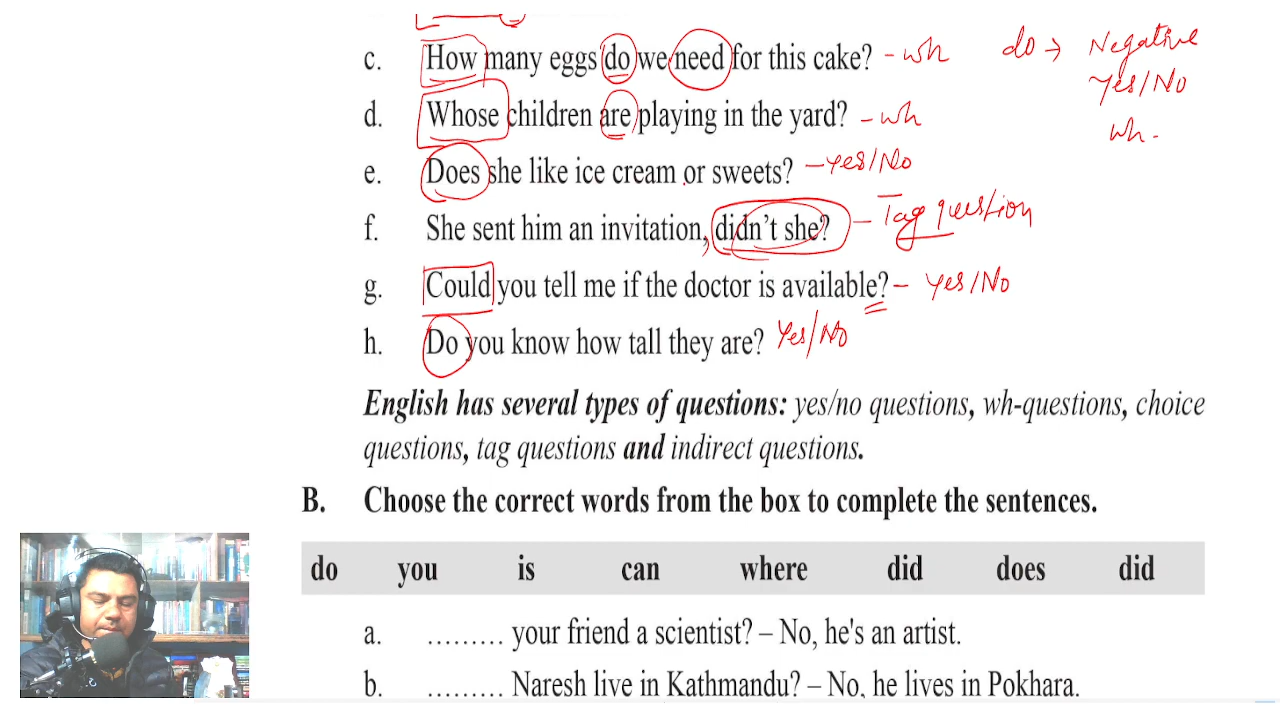 c. How many eggs do we need for this cake? - wh do → Negative
Yes/No
d. Whose children are playing in the yard? - wh wh -
e. Does she like ice cream or sweets? - Yes/No
f. She sent him an invitation, didn't she? - Tag question
g. Could you tell me if the doctor is available? - Yes/No
h. Do you know how tall they are? Yes/No
English has several types of questions: yes/no questions, wh-questions, choice
questions, tag questions and indirect questions.
B. Choose the correct words from the box to complete the sentences.
do you is can where did does did
a. ......... your friend a scientist? – No, he's an artist.
b. ......... Naresh live in Kathmandu? – No, he lives in Pokhara.